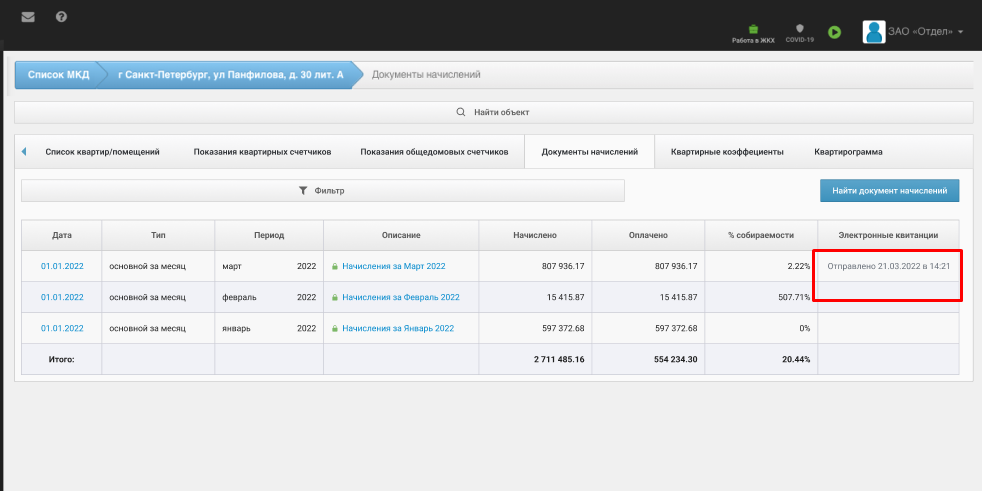 Работа в ЖКХ
COVID-19
ЗАО «Отдел»
Список МКД
г Санкт-Петербург, ул Панфилова, д. 30 лит. А
Документы начислений
Найти объект
Список квартир/помещений
Показания квартирных счетчиков
Показания общедомовых счетчиков
Документы начислений
Квартирные коэффециенты
Квартирограмма
Фильтр
Найти документ начислений
Дата Тип Период Описание Начислено Оплачено % собираемости Электронные квитанции
01.01.2022 основной за месяц март 2022 Начисления за Март 2022 807 936.17 807 936.17 2.22% Отправлено 21.03.2022 в 14:21
01.01.2022 основной за месяц февраль 2022 Начисления за Февраль 2022 15 415.87 15 415.87 507.71%
01.01.2022 основной за месяц январь 2022 Начисления за Январь 2022 597 372.68 597 372.68 0%
Итого: 2 711 485.16 554 234.30 20.44%